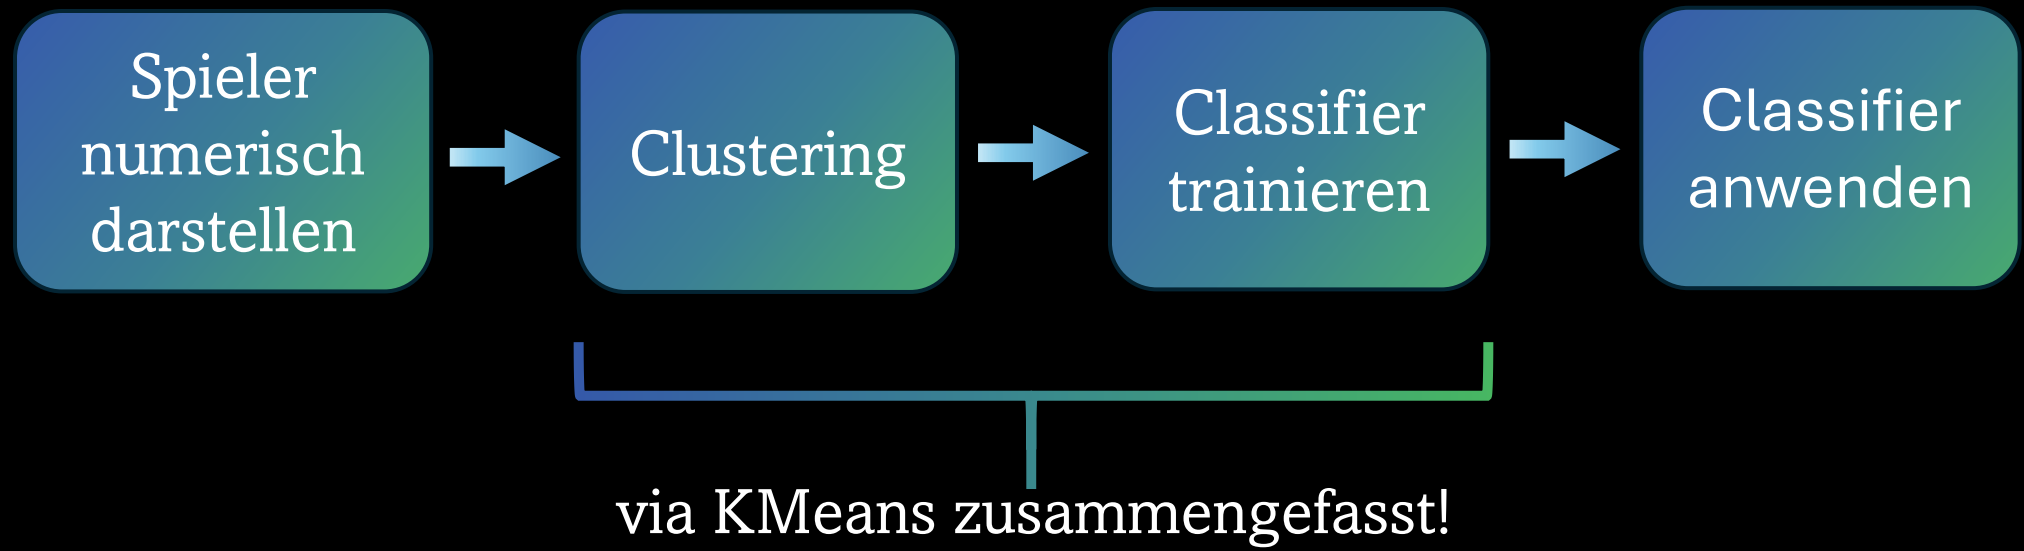 Spieler
numerisch
darstellen
Clustering
Classifier
trainieren
Classifier
anwenden
via KMeans zusammengefasst!